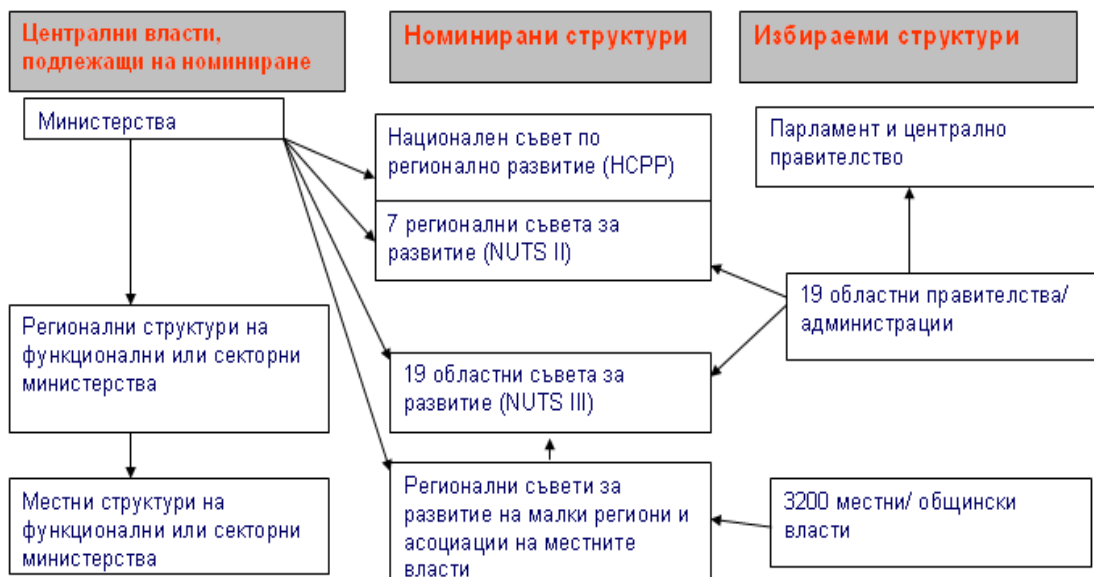 Централни власти,
подлежащи на номиниране
Номинирани структури
Избираеми структури
Министерства
Национален съвет по
регионално развитие (НСРР)
7 регионални съвета за
развитие (NUTS II)
Парламент и централно
правителство
19 областни правителства/
администрации
Регионални структури на
функционални или секторни
министерства
19 областни съвета за
развитие (NUTS III)
Местни структури на
функционални или секторни
министерства
Регионални съвети за
развитие на малки региони и
асоциации на местните
власти
3200 местни/ общински
власти